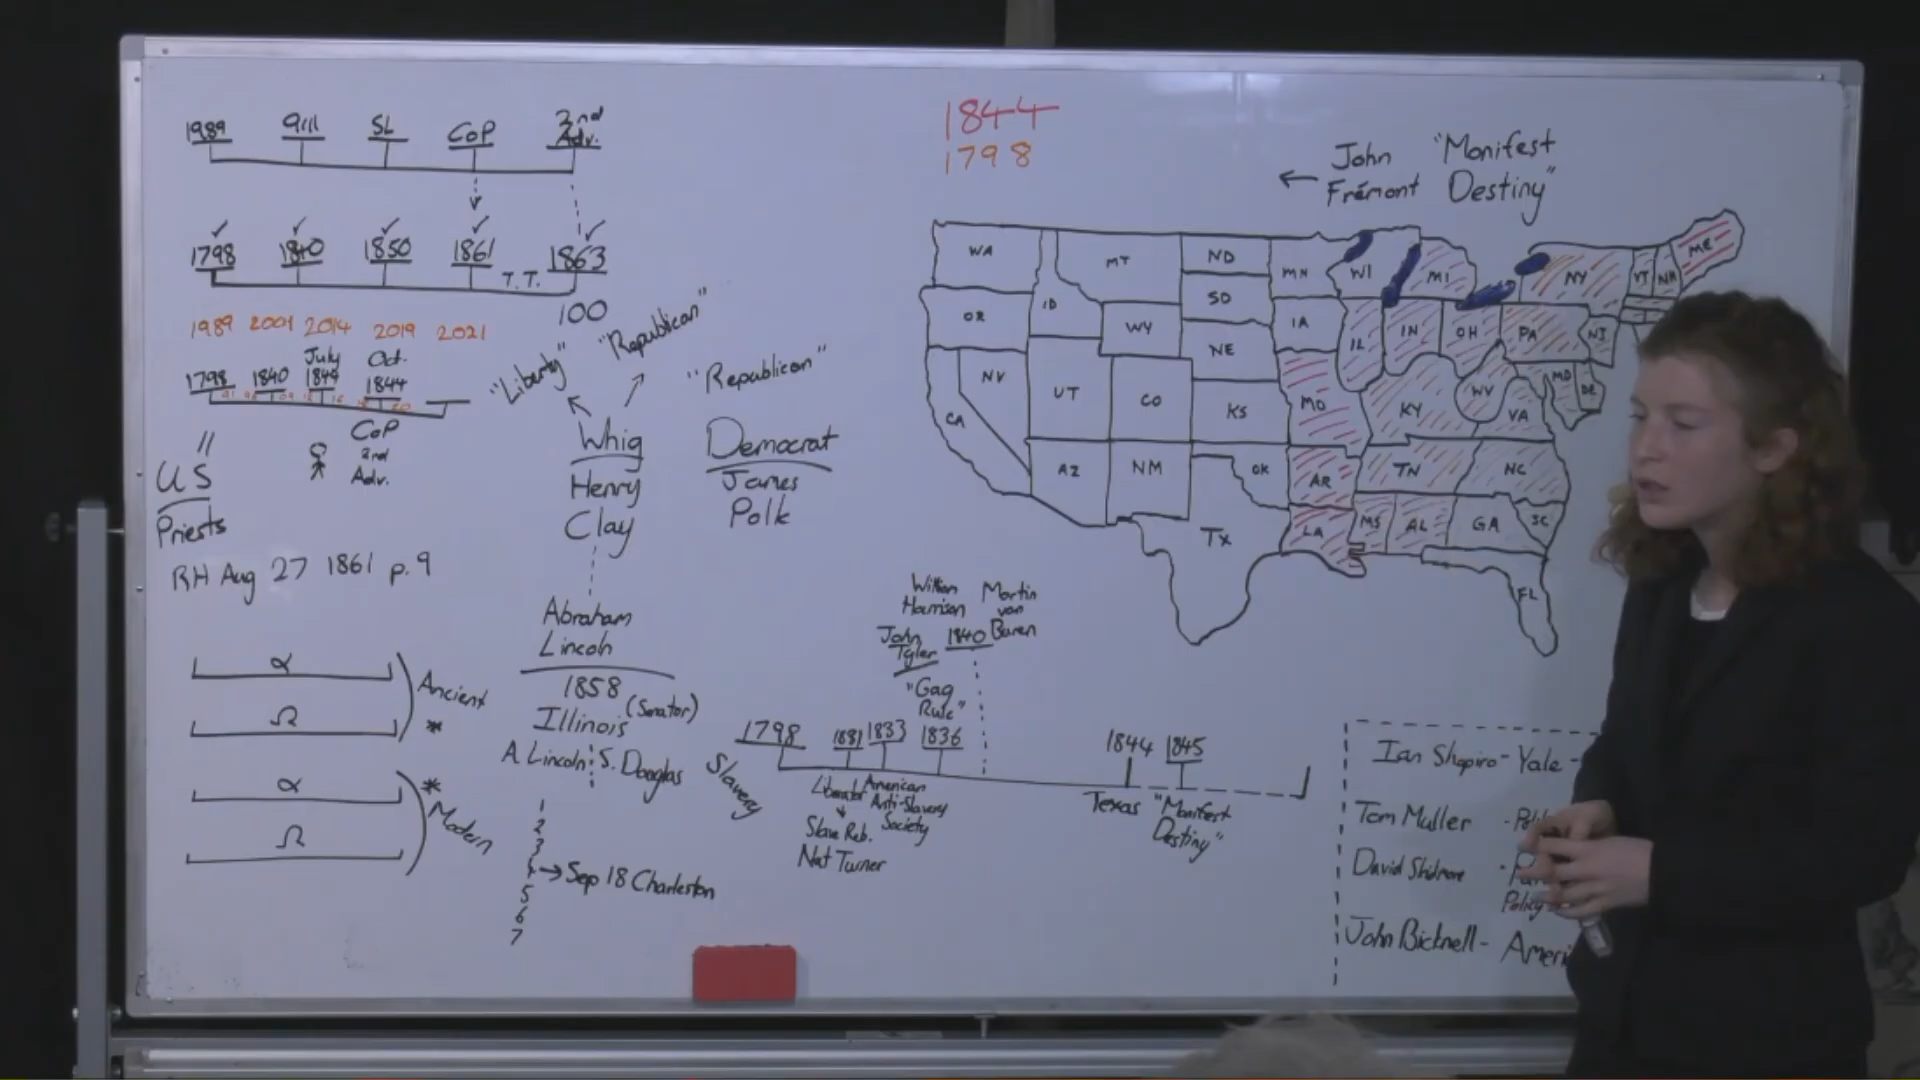 1989 9/11 SL CoP 2nd Adv.
1798 1840 1850 1861 1863
T.T.
100
1989 2001 2014 2019 2021
July Oct.
1798 1840 1844 1844
CoP
2nd
Adv.
"
US
Priests
RH Aug 27 1861 p. 9
α
Ω
Ancient
*
α
Ω
*
Modern
"Liberty" "Republican"
"Republican"
Whig
Henry
Clay
Democrat
James
Polk
Abraham
Lincoln
1858
(Senator)
Illinois
A. Lincoln S. Douglas
1
2
3
4 → Sep 18 Charleston
5
6
7
1844
1798
← John Frémont
"Monifest
Destiny"
WA MT ND MN WI MI NY VT NH ME
OR ID WY SD IA IL IN OH PA NJ
NE
CA NV UT CO KS MO KY WV VA MD DE
AZ NM OK AR TN NC
TX LA MS AL GA SC
FL
William
Harrison
Martin
van
Buren
John
Tyler
1840
"Gag
Rule"
Slavery
1798 1831 1833 1836 1844 1845
Liberator
Slave Reb.
Nat Turner
American
Anti-Slavery
Society
Texas
"Manifest
Destiny"
Ian Shapiro - Yale -
Tom Muller -
David Skidmore -
Policy
John Bicknell -